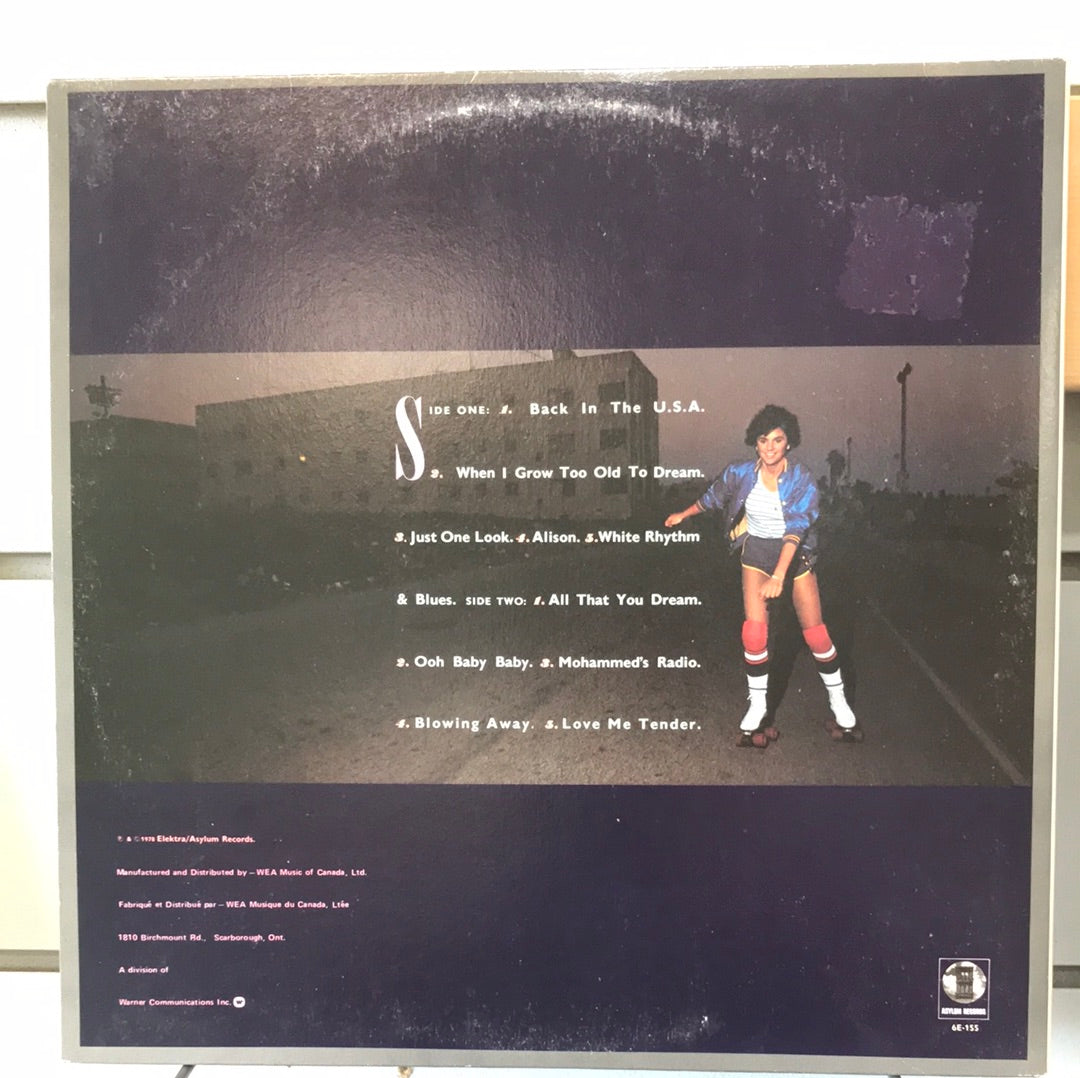 SIDE ONE: 1. Back In The U.S.A.
2. When I Grow Too Old To Dream.
3. Just One Look. 4. Alison. 5. White Rhythm
& Blues. SIDE TWO: 1. All That You Dream.
2. Ooh Baby Baby. 3. Mohammed's Radio.
4. Blowing Away. 5. Love Me Tender.
℗ & © 1978 Elektra/Asylum Records.
Manufactured and Distributed by – WEA Music of Canada, Ltd.
Fabriqué et Distribué par – WEA Musique du Canada, Ltée
1810 Birchmount Rd., Scarborough, Ont.
A division of
Warner Communications Inc.
ASYLUM RECORDS
6E-155